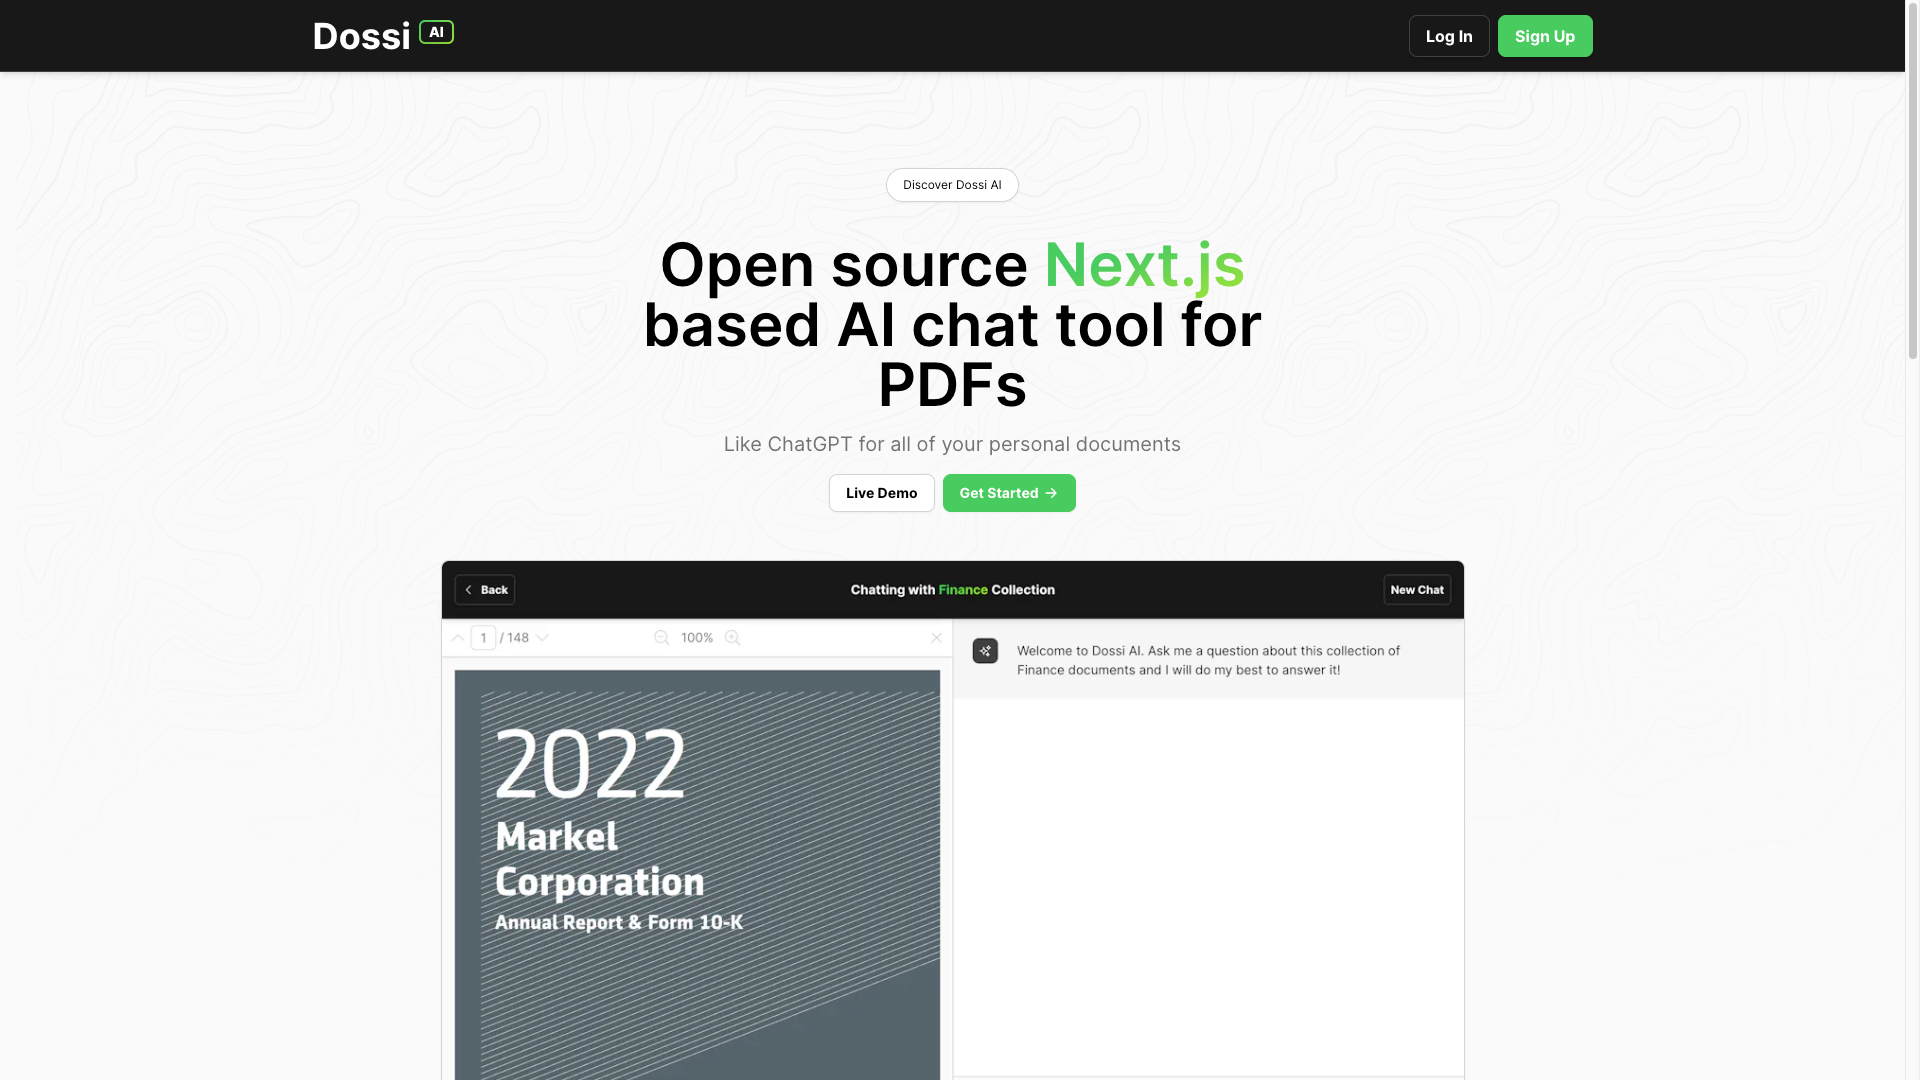 Dossi AI
Log In
Sign Up
Discover Dossi AI
Open source Next.js
based AI chat tool for
PDFs
Like ChatGPT for all of your personal documents
Live Demo
Get Started →
Back
Chatting with Finance Collection
New Chat
1 / 148
100%
Welcome to Dossi AI. Ask me a question about this collection of
Finance documents and I will do my best to answer it!
2022
Markel
Corporation
Annual Report & Form 10-K